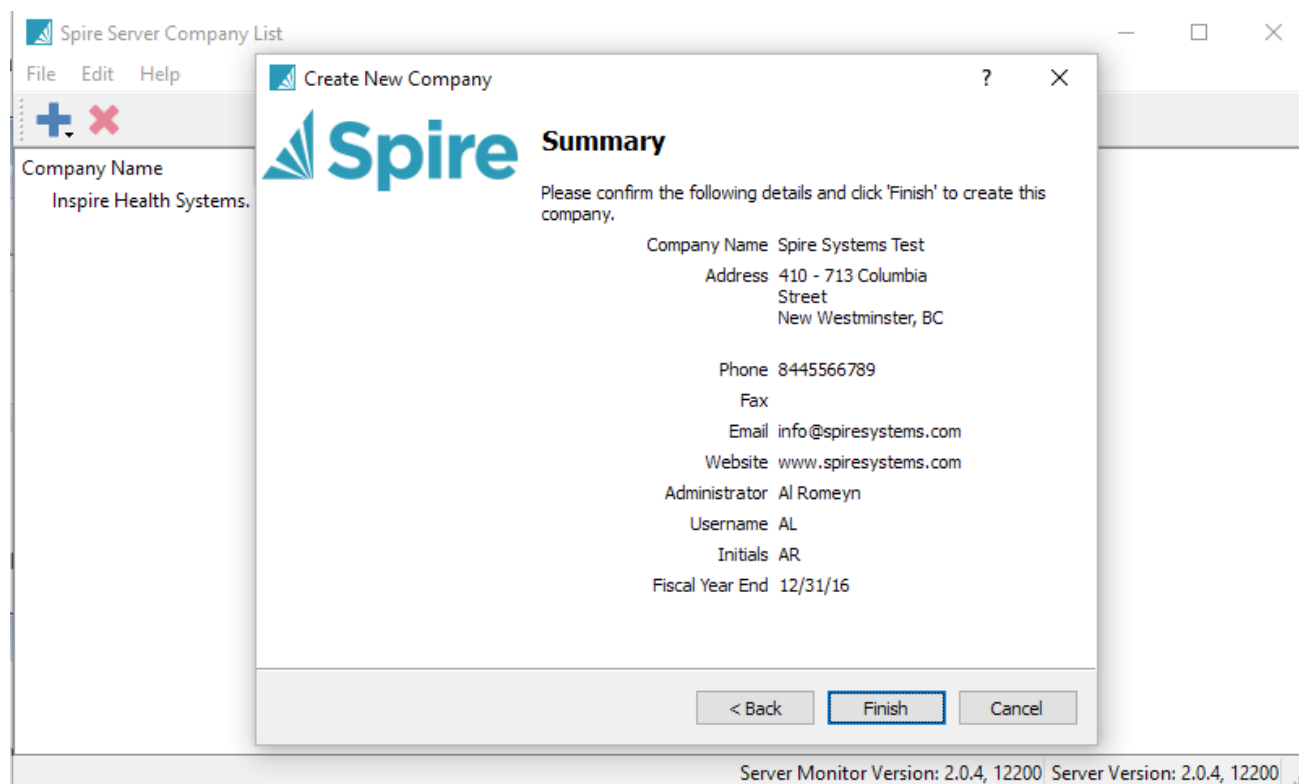 Spire Server Company List
File Edit Help
Company Name
Inspire Health Systems.
Create New Company ?
Spire
Summary
Please confirm the following details and click 'Finish' to create this
company.
Company Name Spire Systems Test
Address 410 - 713 Columbia
Street
New Westminster, BC
Phone 8445566789
Fax
Email info@spiresystems.com
Website www.spiresystems.com
Administrator Al Romeyn
Username AL
Initials AR
Fiscal Year End 12/31/16
< Back Finish Cancel
Server Monitor Version: 2.0.4, 12200 Server Version: 2.0.4, 12200